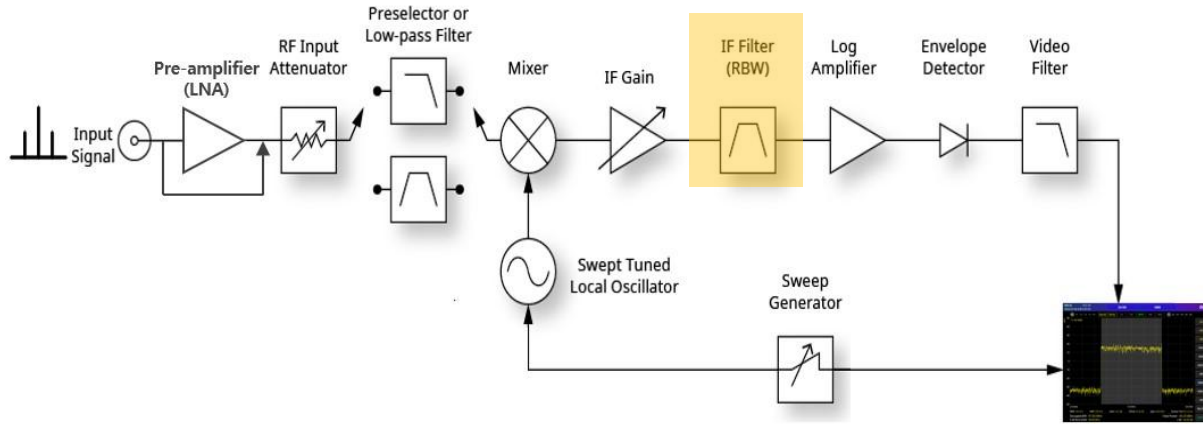 Preselector or
Low-pass Filter
RF Input
Attenuator
Pre-amplifier
(LNA)
Mixer
IF Gain
IF Filter
(RBW)
Log
Amplifier
Envelope
Detector
Video
Filter
Input
Signal
Swept Tuned
Local Oscillator
Sweep
Generator